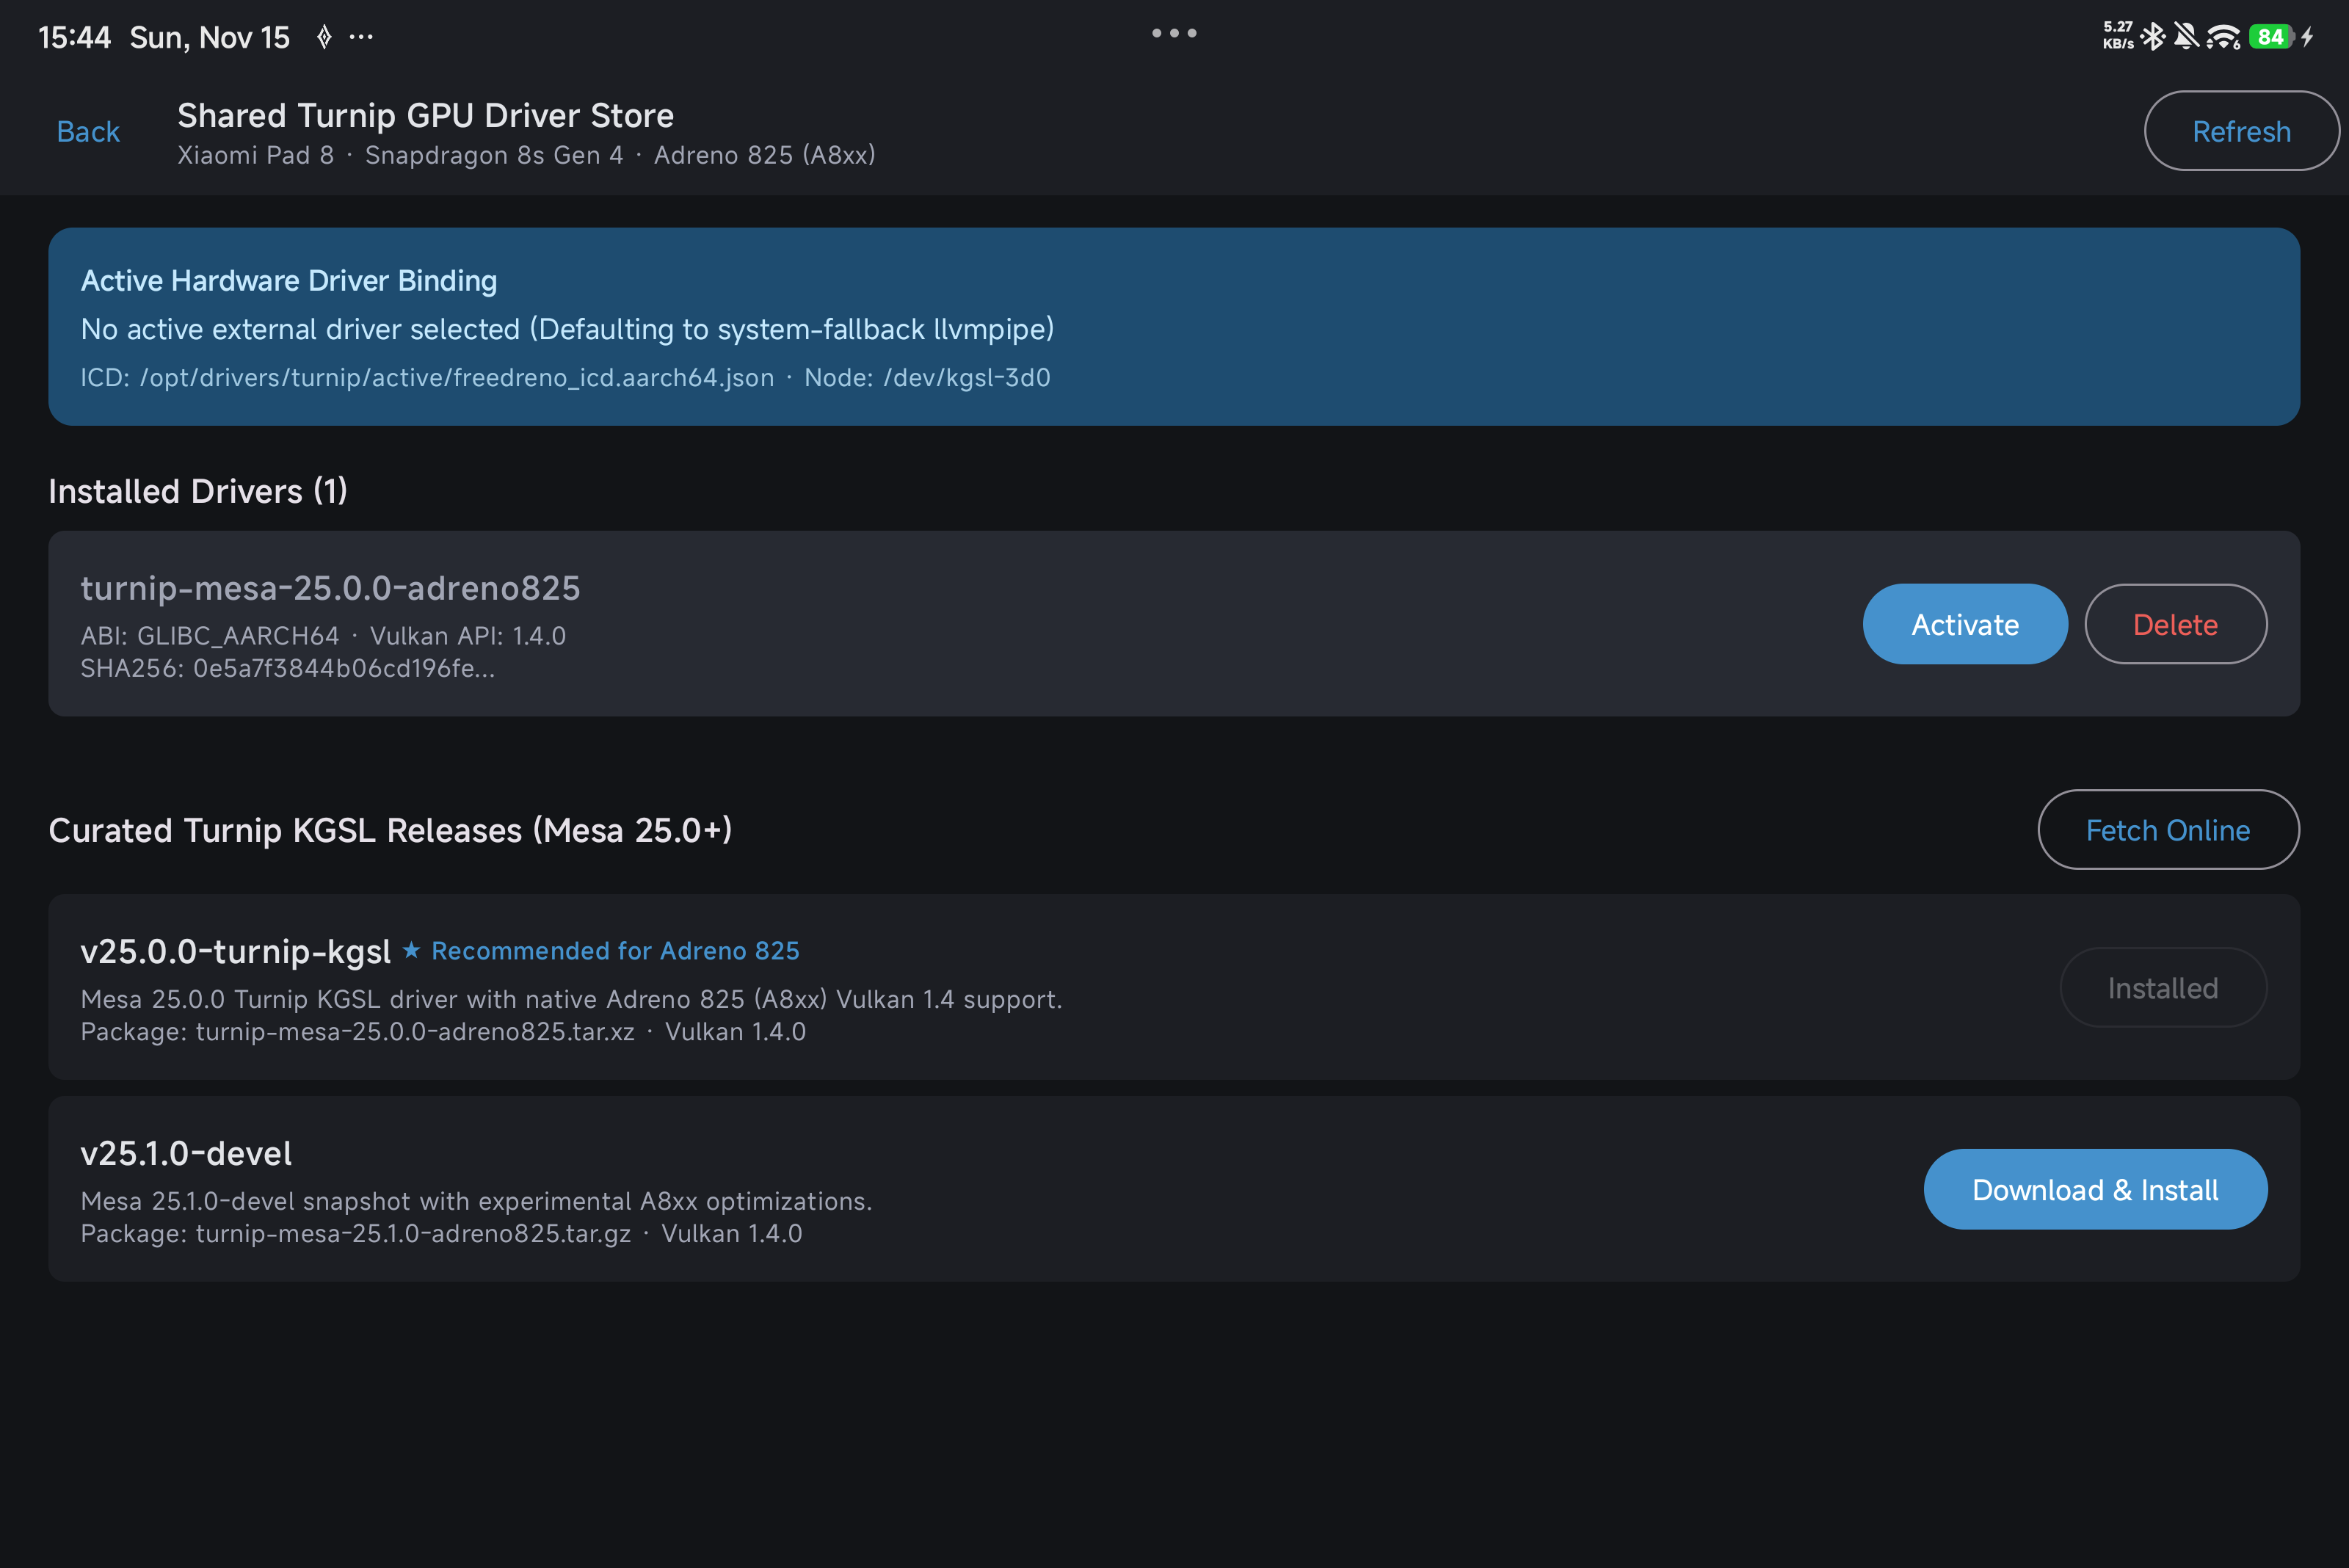 15:44 Sun, Nov 15 ...
5.27 KB/s 6 84
Back
Shared Turnip GPU Driver Store
Xiaomi Pad 8 · Snapdragon 8s Gen 4 · Adreno 825 (A8xx)
Refresh
Active Hardware Driver Binding
No active external driver selected (Defaulting to system-fallback llvmpipe)
ICD: /opt/drivers/turnip/active/freedreno_icd.aarch64.json · Node: /dev/kgsl-3d0
Installed Drivers (1)
turnip-mesa-25.0.0-adreno825
ABI: GLIBC_AARCH64 · Vulkan API: 1.4.0
SHA256: 0e5a7f3844b06cd196fe...
Activate
Delete
Curated Turnip KGSL Releases (Mesa 25.0+)
Fetch Online
v25.0.0-turnip-kgsl ★ Recommended for Adreno 825
Mesa 25.0.0 Turnip KGSL driver with native Adreno 825 (A8xx) Vulkan 1.4 support.
Package: turnip-mesa-25.0.0-adreno825.tar.xz · Vulkan 1.4.0
Installed
v25.1.0-devel
Mesa 25.1.0-devel snapshot with experimental A8xx optimizations.
Package: turnip-mesa-25.1.0-adreno825.tar.gz · Vulkan 1.4.0
Download & Install